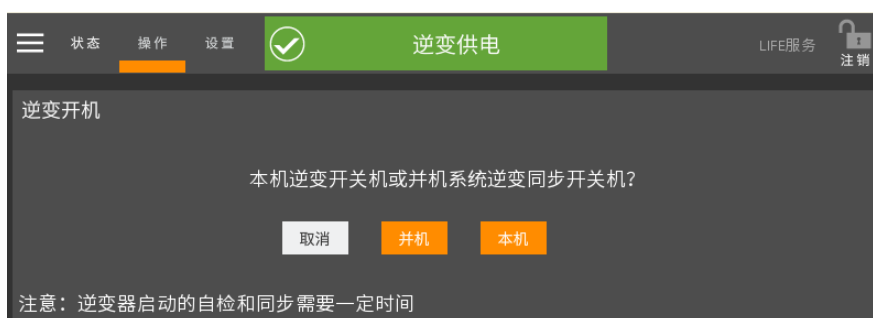 状态 操作 设置 逆变供电 LIFE服务 注销
逆变开机
本机逆变开关机或并机系统逆变同步开关机？
取消 并机 本机
注意：逆变器启动的自检和同步需要一定时间